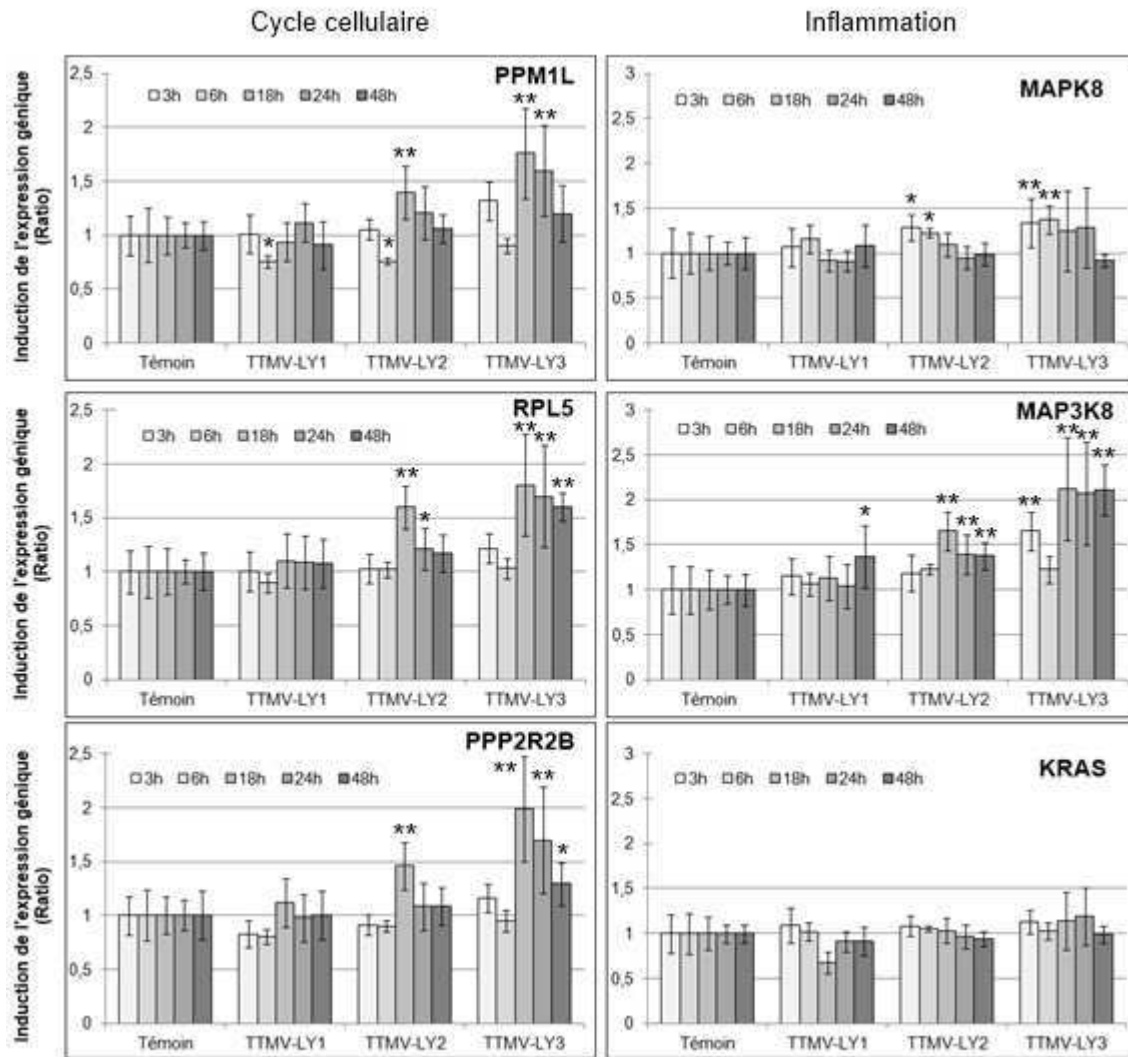 Cycle cellulaire
Inflammation
Induction de l'expression génique
(Ratio)
2,5
2
1,5
1
0,5
0
3h 6h 18h 24h 48h
PPM1L
*
*
**
**
**
Témoin TTMV-LY1 TTMV-LY2 TTMV-LY3
3
2,5
2
1,5
1
0,5
0
3h 6h 18h 24h 48h
MAPK8
*
*
**
**
Témoin TTMV-LY1 TTMV-LY2 TTMV-LY3
Induction de l'expression génique
(Ratio)
2,5
2
1,5
1
0,5
0
3h 6h 18h 24h 48h
RPL5
**
*
**
**
**
Témoin TTMV-LY1 TTMV-LY2 TTMV-LY3
3
2,5
2
1,5
1
0,5
0
3h 6h 18h 24h 48h
MAP3K8
*
**
**
**
**
**
**
**
Témoin TTMV-LY1 TTMV-LY2 TTMV-LY3
Induction de l'expression génique
(Ratio)
2,5
2
1,5
1
0,5
0
3h 6h 18h 24h 48h
PPP2R2B
**
**
**
*
Témoin TTMV-LY1 TTMV-LY2 TTMV-LY3
3
2,5
2
1,5
1
0,5
0
3h 6h 18h 24h 48h
KRAS
Témoin TTMV-LY1 TTMV-LY2 TTMV-LY3